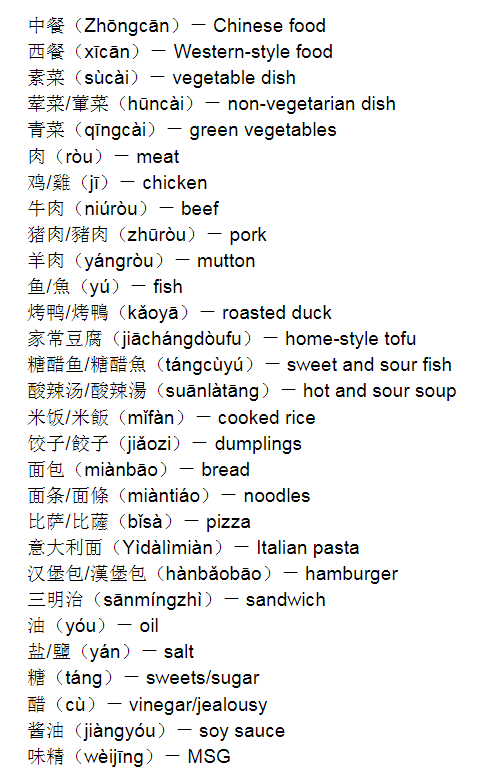 中餐（Zhōngcān）－ Chinese food
西餐（xīcān）－ Western-style food
素菜（sùcài）－ vegetable dish
荤菜/葷菜（hūncài）－ non-vegetarian dish
青菜（qīngcài）－ green vegetables
肉（ròu）－ meat
鸡/雞（jī）－ chicken
牛肉（niúròu）－ beef
猪肉/豬肉（zhūròu）－ pork
羊肉（yángròu）－ mutton
鱼/魚（yú）－ fish
烤鸭/烤鴨（kǎoyā）－ roasted duck
家常豆腐（jiāchángdòufu）－ home-style tofu
糖醋鱼/糖醋魚（tángcùyú）－ sweet and sour fish
酸辣汤/酸辣湯（suānlàtāng）－ hot and sour soup
米饭/米飯（mǐfàn）－ cooked rice
饺子/餃子（jiǎozi）－ dumplings
面包（miànbāo）－ bread
面条/面條（miàntiáo）－ noodles
比萨/比薩（bǐsà）－ pizza
意大利面（Yìdàlìmiàn）－ Italian pasta
汉堡包/漢堡包（hànbǎobāo）－ hamburger
三明治（sānmíngzhì）－ sandwich
油（yóu）－ oil
盐/鹽（yán）－ salt
糖（táng）－ sweets/sugar
醋（cù）－ vinegar/jealousy
酱油（jiàngyóu）－ soy sauce
味精（wèijīng）－ MSG